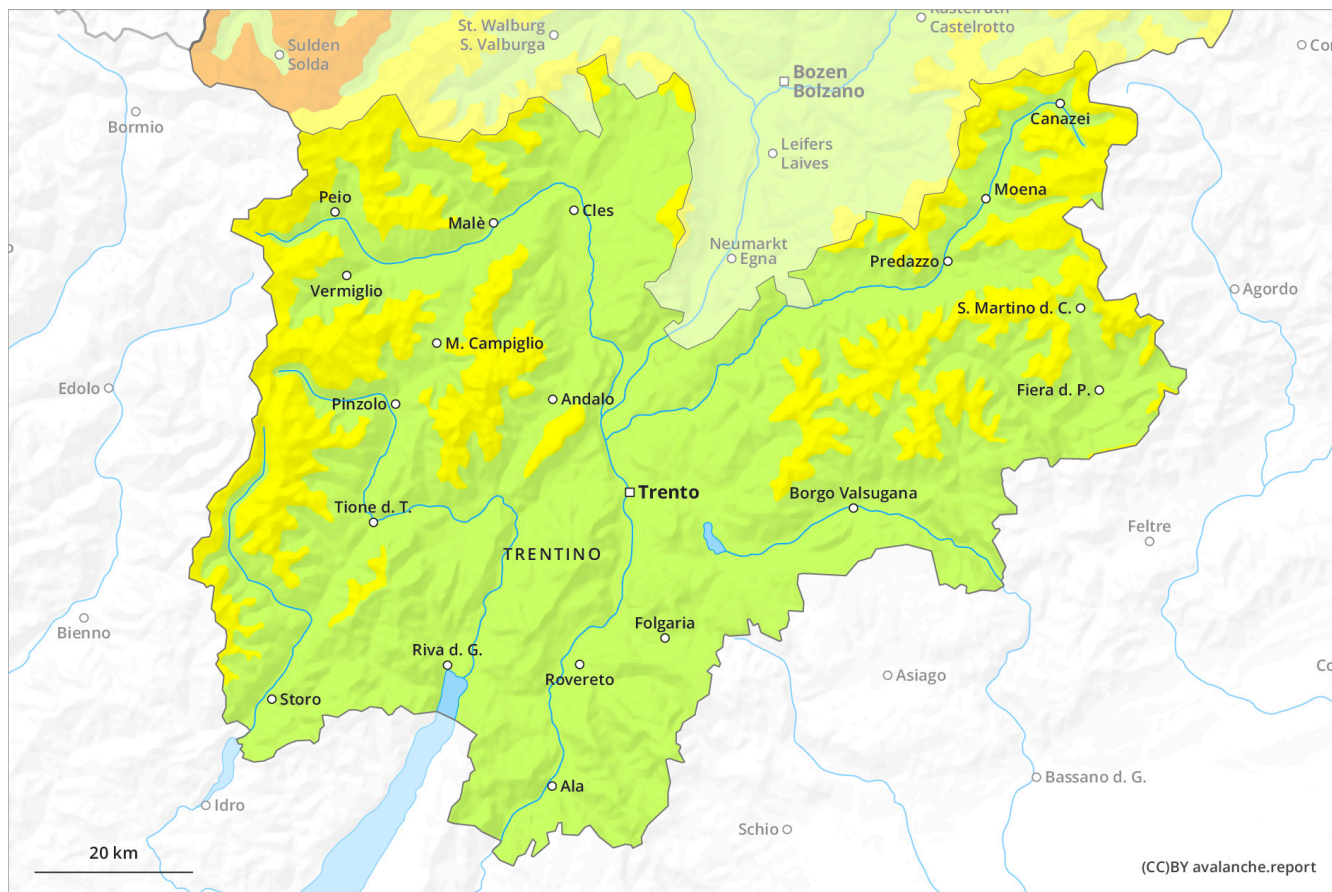 Kastelruth
Castelrotto
St. Walburg
S. Valburga
Sulden
Solda
Bozen
Bolzano
Bormio
Canazei
Leifers
Laives
Peio
Malè
Cles
Moena
Neumarkt
Egna
Predazzo
Vermiglio
Agordo
S. Martino d. C.
M. Campiglio
Edolo
Pinzolo
Andalo
Fiera d. P.
Trento
Borgo Valsugana
Tione d. T.
Feltre
TRENTINO
Bienno
Folgaria
Riva d. G.
Rovereto
Asiago
Storo
Ala
Bassano d. G.
Idro
Schio
20 km
(CC)BY avalanche.report